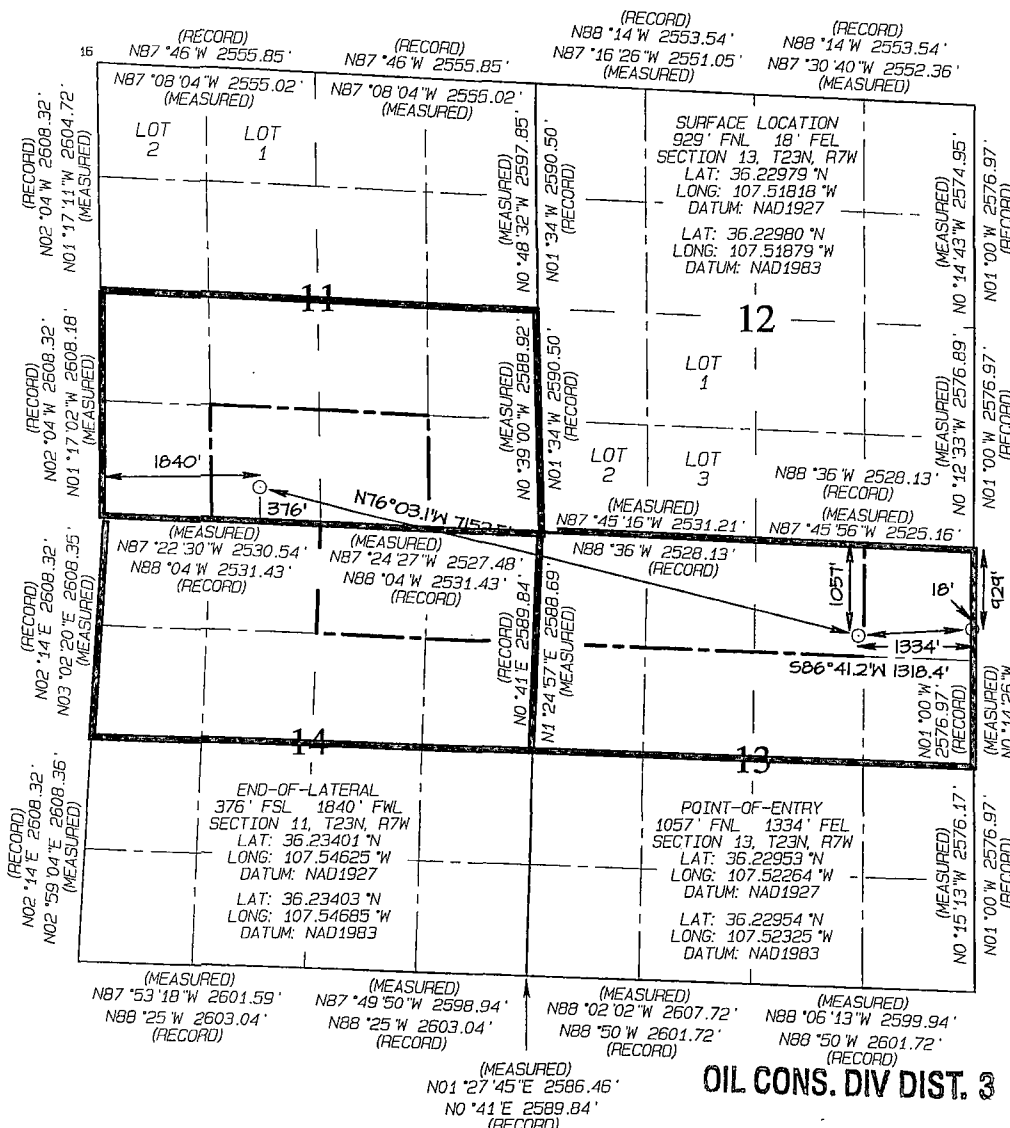 (RECORD)
N87°46'W 2555.85'
(RECORD)
N87°46'W 2555.85'
(RECORD)
N88°14'W 2553.54'
N87°16'26"W 2551.05'
(MEASURED)
(RECORD)
N88°14'W 2553.54'
N87°30'40"W 2552.36'
(MEASURED)
16
N87°08'04"W 2555.02'
(MEASURED)
N87°08'04"W 2555.02'
(MEASURED)
(RECORD)
N02°04'W 2608.32'
N01°17'11"W 2604.72'
(MEASURED)
LOT
2
LOT
1
N0°48'32"W 2597.85'
(MEASURED)
N01°34'W 2590.50'
(RECORD)
SURFACE LOCATION
929' FNL 18' FEL
SECTION 13, T23N, R7W
LAT: 36.22979°N
LONG: 107.51818°W
DATUM: NAD1927
LAT: 36.22980°N
LONG: 107.51879°W
DATUM: NAD1983
(MEASURED)
N0°14'43"W 2574.95'
N01°00'W 2576.97'
(RECORD)
11
12
(RECORD)
N02°04'W 2608.32'
N01°17'02"W 2608.18'
(MEASURED)
N0°39'00"W 2588.92'
(MEASURED)
N01°34'W 2590.50'
(RECORD)
LOT
1
LOT
2
LOT
3
(MEASURED)
N0°12'33"W 2576.89'
N01°00'W 2576.97'
(RECORD)
1840'
376'
N76°03.1'W
N88°36'W 2528.13'
(RECORD)
(MEASURED)
N87°22'30"W 2530.54'
N88°04'W 2531.43'
(RECORD)
(MEASURED)
N87°24'27"W 2527.48'
N88°04'W 2531.43'
(RECORD)
(MEASURED)
N87°45'16"W 2531.21'
N88°36'W 2528.13'
(RECORD)
(MEASURED)
N87°45'56"W 2525.16'
(RECORD)
N02°14'E 2608.32'
N03°02'20"E 2608.35'
(MEASURED)
(RECORD)
N0°41'E 2589.84'
N1°24'57"E 2588.69'
(MEASURED)
1057'
18'
929'
1334'
S86°41.2'W 1318.4'
N01°00'W
2576.97'
(RECORD)
(MEASURED)
N0°14'26"W
14
13
(RECORD)
N02°14'E 2608.32'
N02°59'04"E 2608.36'
(MEASURED)
END-OF-LATERAL
376' FSL 1840' FWL
SECTION 11, T23N, R7W
LAT: 36.23401°N
LONG: 107.54625°W
DATUM: NAD1927
LAT: 36.23403°N
LONG: 107.54685°W
DATUM: NAD1983
POINT-OF-ENTRY
1057' FNL 1334' FEL
SECTION 13, T23N, R7W
LAT: 36.22953°N
LONG: 107.52264°W
DATUM: NAD1927
LAT: 36.22954°N
LONG: 107.52325°W
DATUM: NAD1983
(MEASURED)
N0°15'13"W 2576.17'
N01°00'W 2576.97'
(RECORD)
(MEASURED)
N87°53'18"W 2601.59'
N88°25'W 2603.04'
(RECORD)
(MEASURED)
N87°49'50"W 2598.94'
N88°25'W 2603.04'
(RECORD)
(MEASURED)
N88°02'02"W 2607.72'
N88°50'W 2601.72'
(RECORD)
(MEASURED)
N88°06'13"W 2599.94'
N88°50'W 2601.72'
(RECORD)
(MEASURED)
N01°27'45"E 2586.46'
N0°41'E 2589.84'
(RECORD)
OIL CONS. DIV DIST. 3